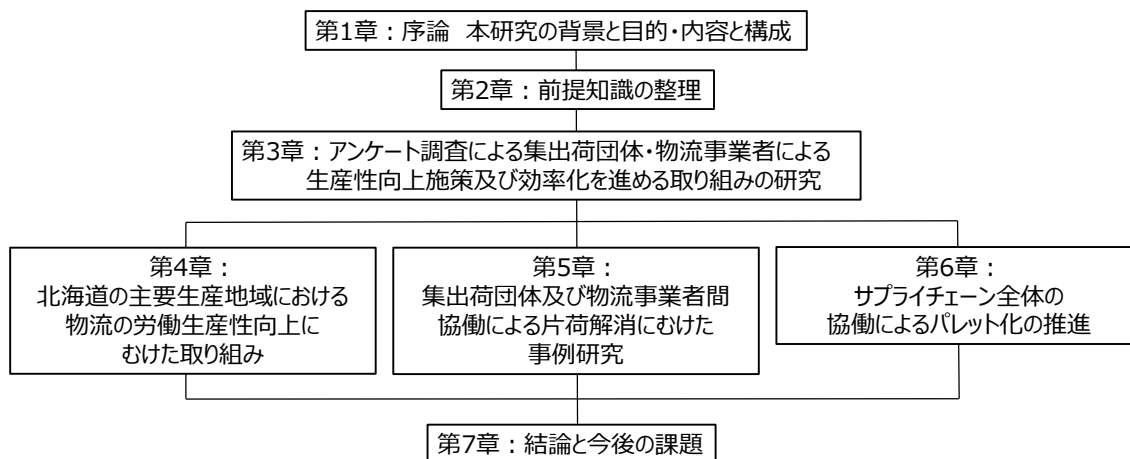 第1章：序論 本研究の背景と目的・内容と構成
第2章：前提知識の整理
第3章：アンケート調査による集出荷団体・物流事業者による
生産性向上施策及び効率化を進める取り組みの研究
第4章：
北海道の主要生産地域における
物流の労働生産性向上に
むけた取り組み
第5章：
集出荷団体及び物流事業者間
協働による片荷解消にむけた
事例研究
第6章：
サプライチェーン全体の
協働によるパレット化の推進
第7章：結論と今後の課題